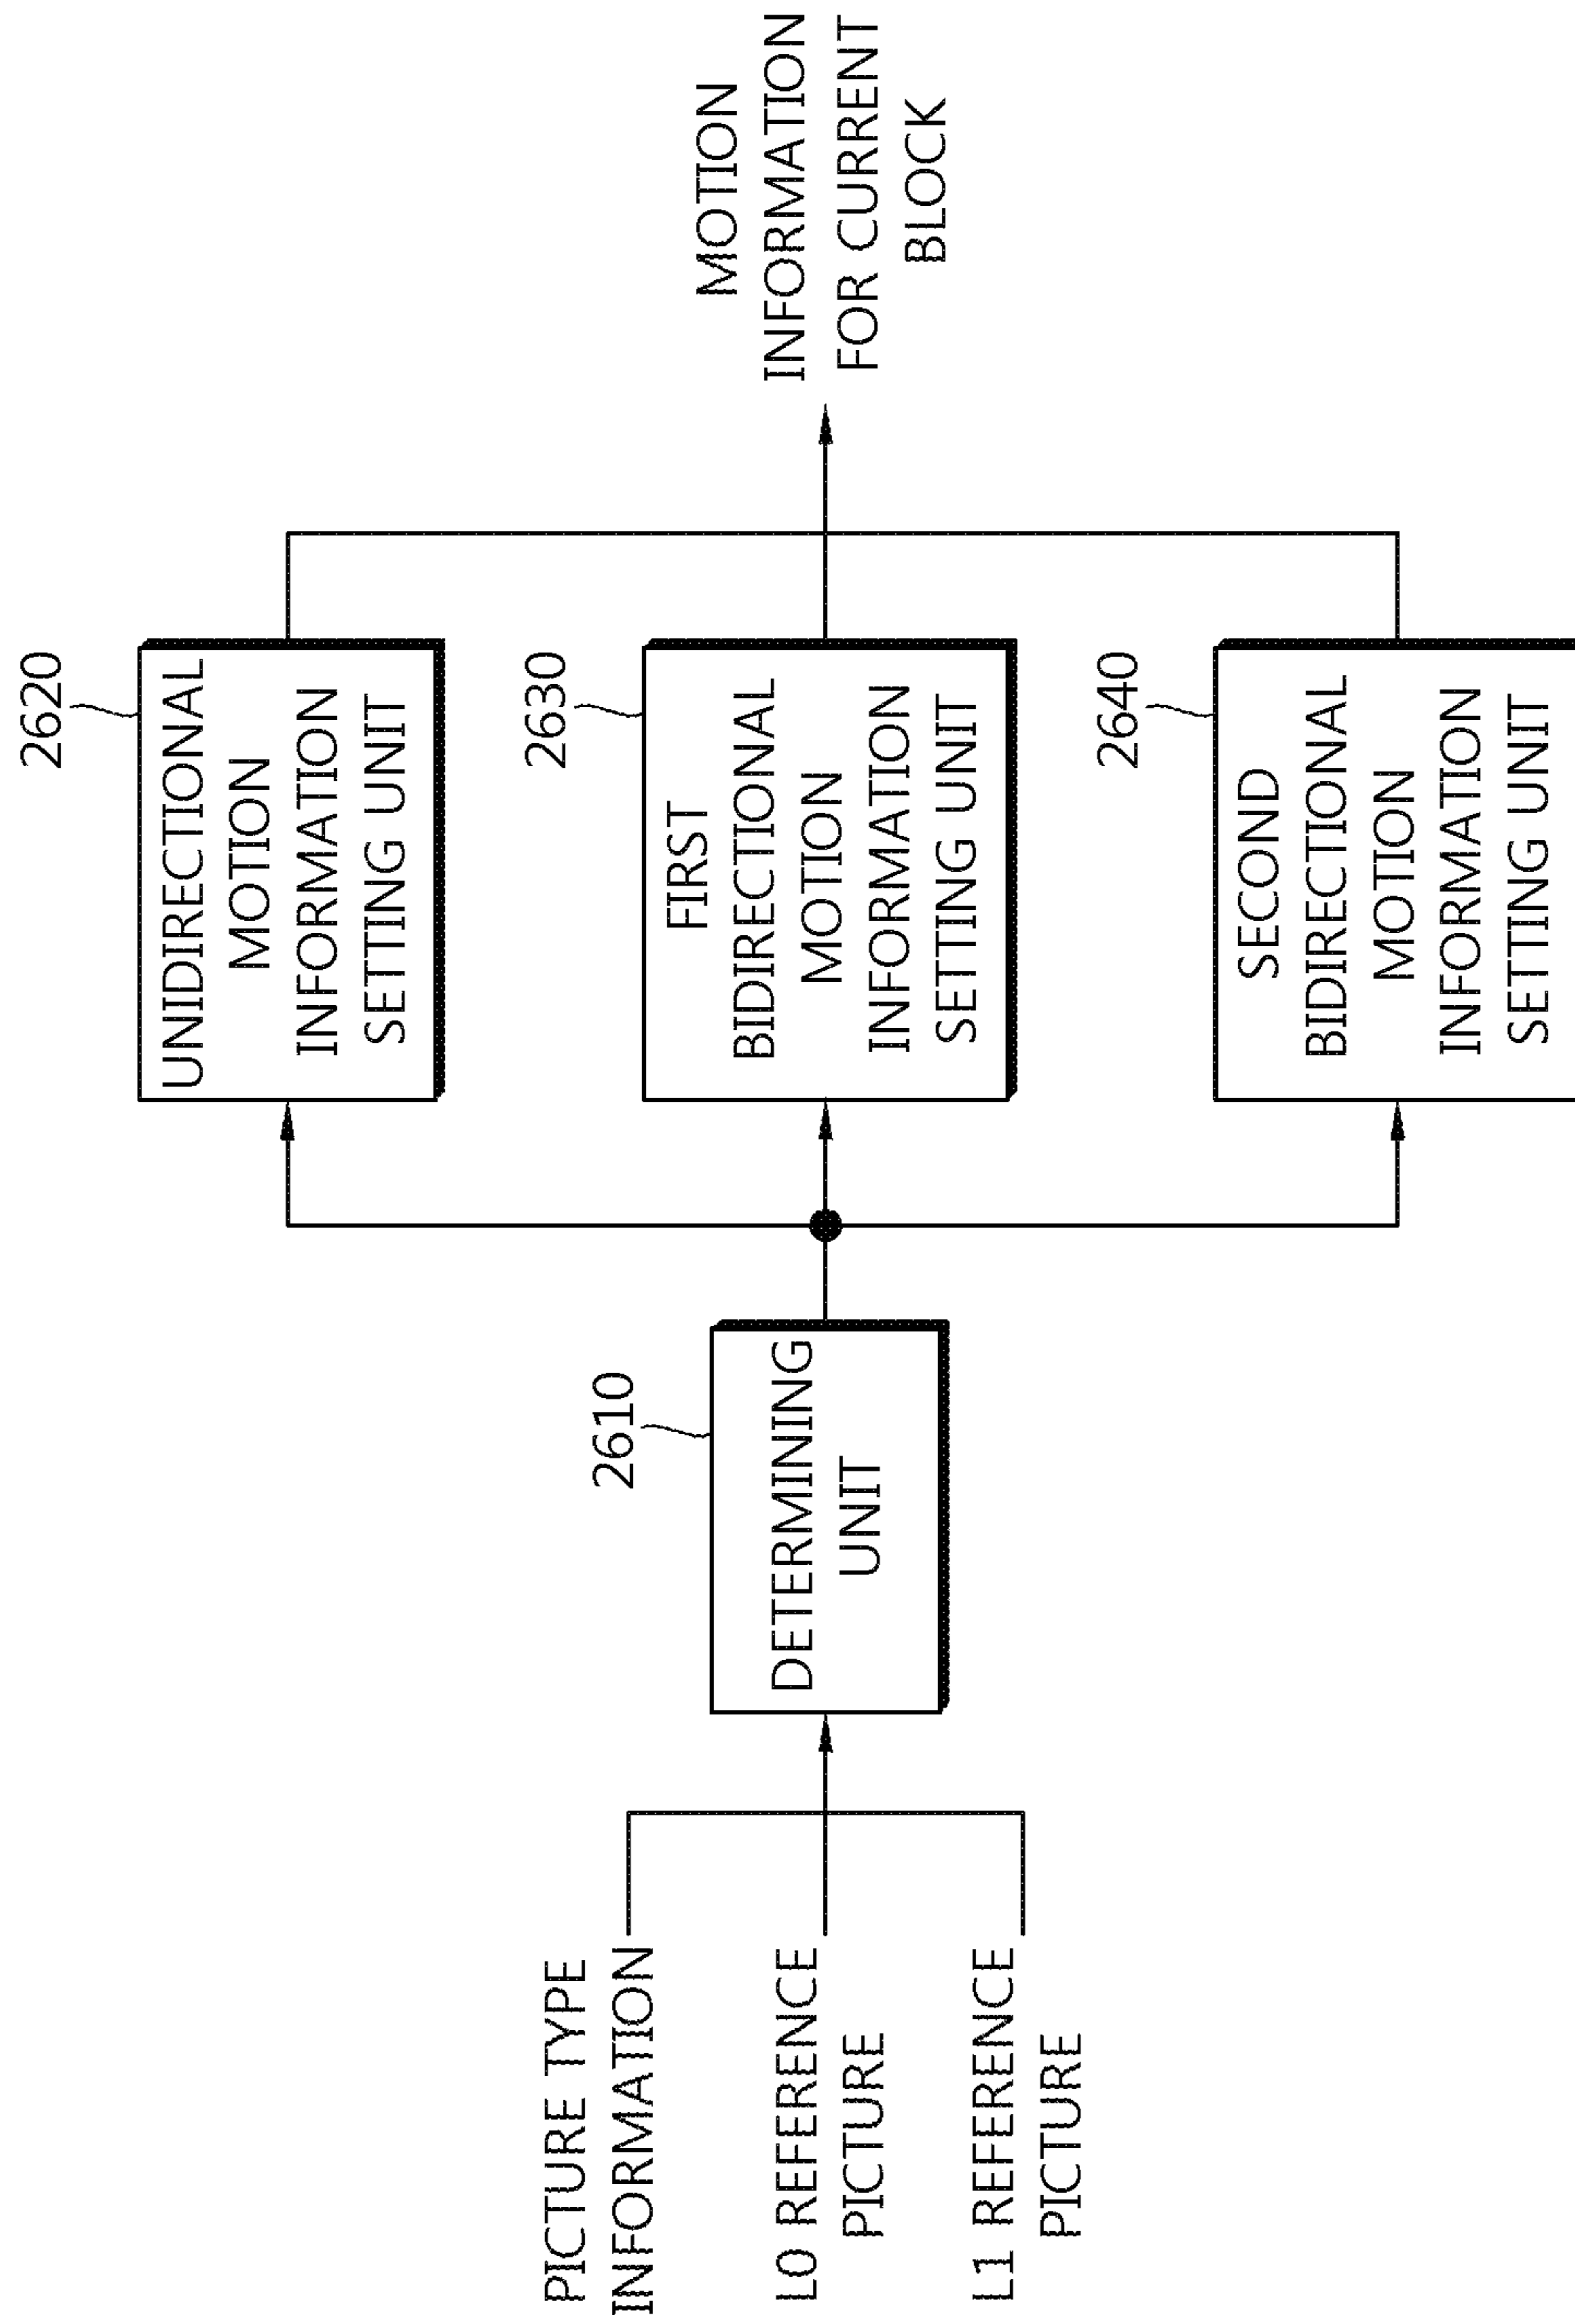 PICTURE TYPE
INFORMATION
L0 REFERENCE
PICTURE
L1 REFERENCE
PICTURE
2610
DETERMINING
UNIT
2620
UNIDIRECTIONAL
MOTION
INFORMATION
SETTING UNIT
2630
FIRST
BIDIRECTIONAL
MOTION
INFORMATION
SETTING UNIT
2640
SECOND
BIDIRECTIONAL
MOTION
INFORMATION
SETTING UNIT
MOTION
INFORMATION
FOR CURRENT
BLOCK